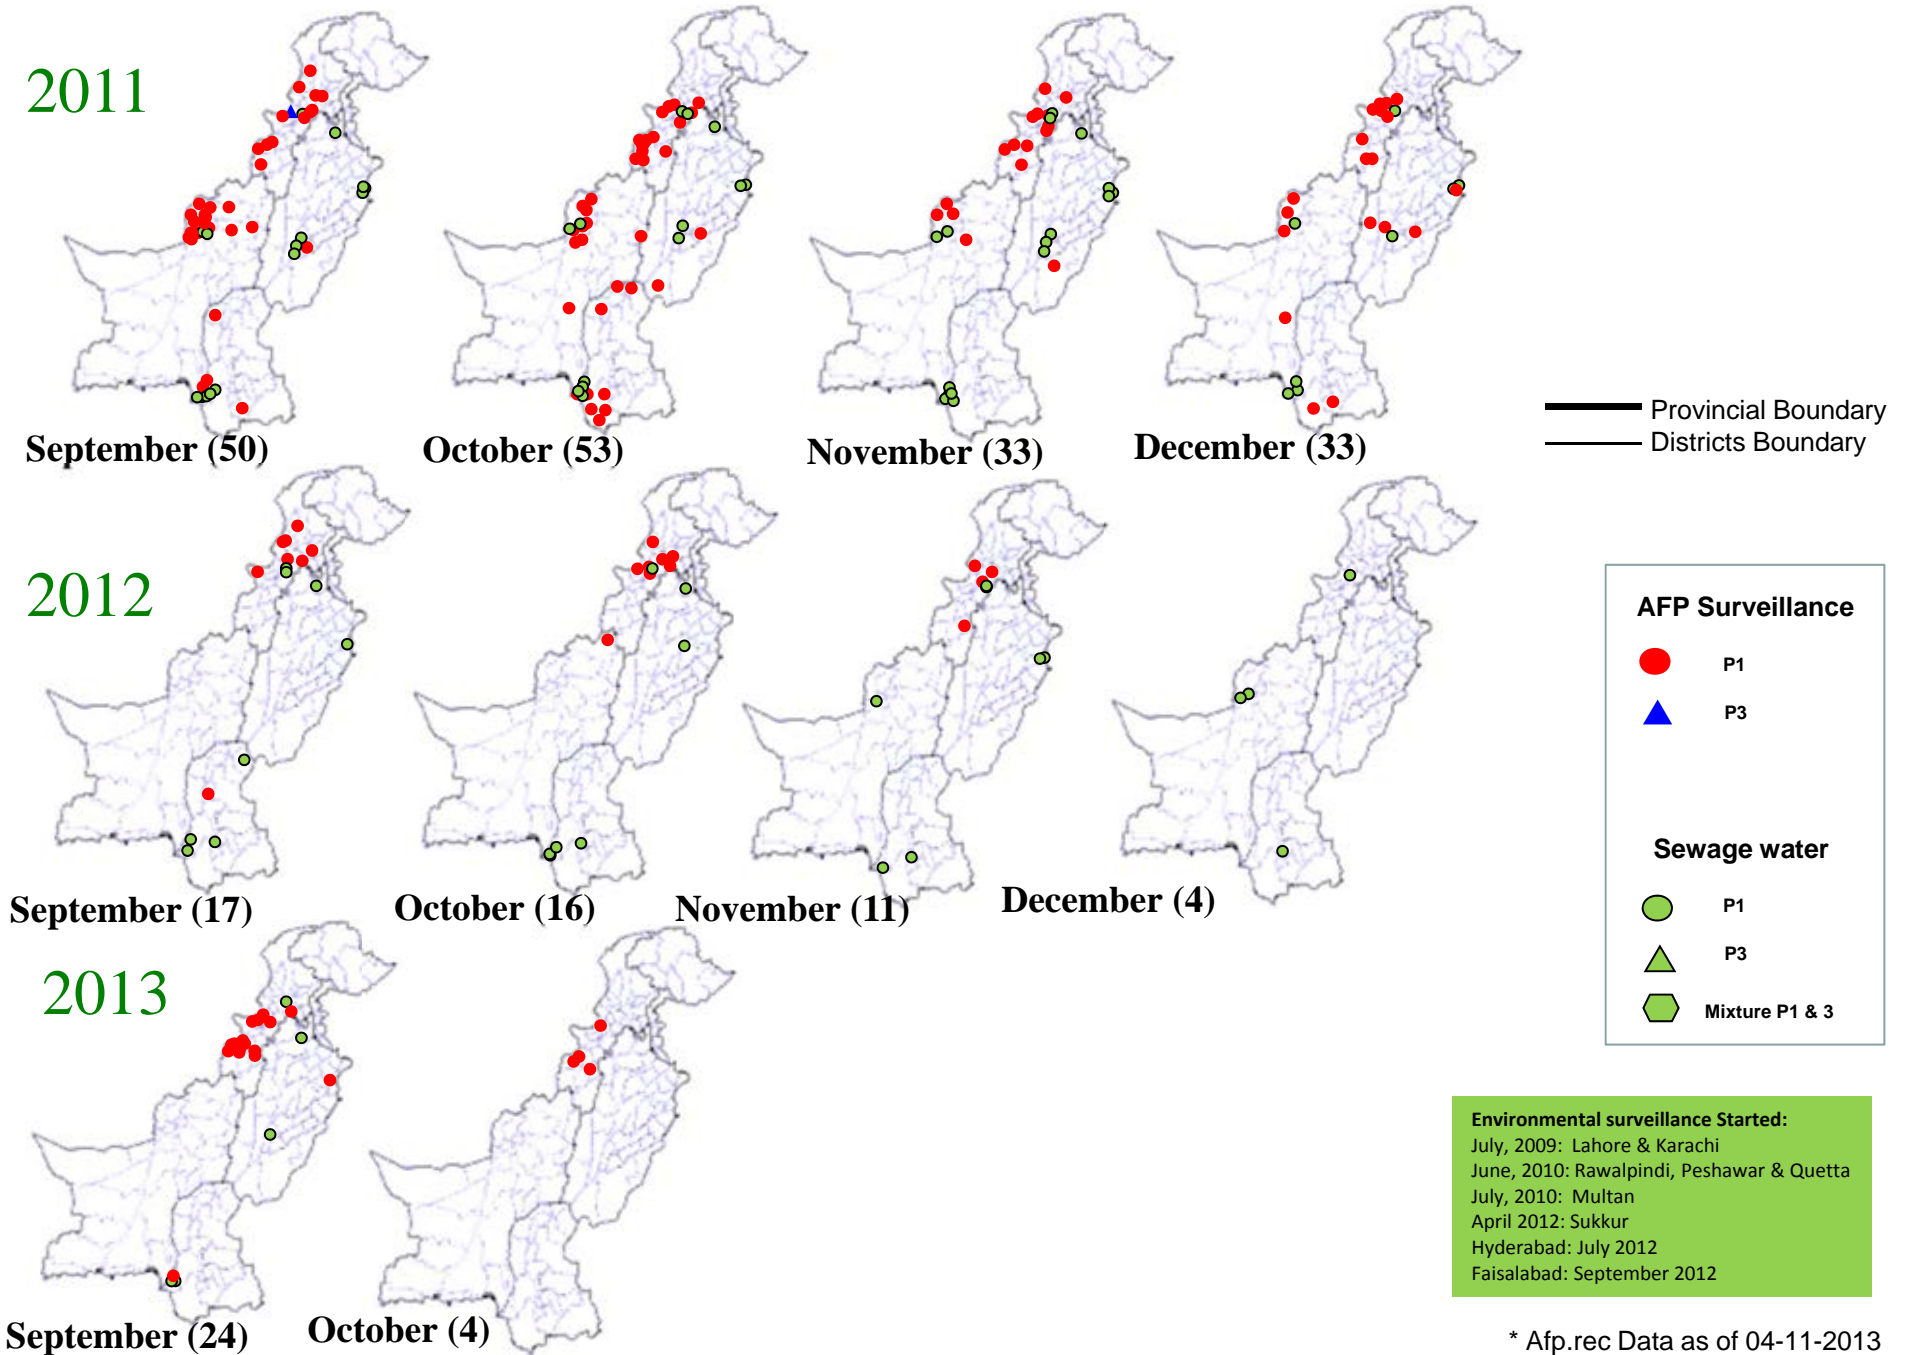 2011
September (50)
October (53)
November (33)
December (33)
Provincial Boundary
Districts Boundary
2012
September (17)
October (16)
November (11)
December (4)
AFP Surveillance
P1
P3
Sewage water
P1
P3
Mixture P1 & 3
2013
September (24)
October (4)
Environmental surveillance Started:
July, 2009: Lahore & Karachi
June, 2010: Rawalpindi, Peshawar & Quetta
July, 2010: Multan
April 2012: Sukkur
Hyderabad: July 2012
Faisalabad: September 2012
* Afp.rec Data as of 04-11-2013